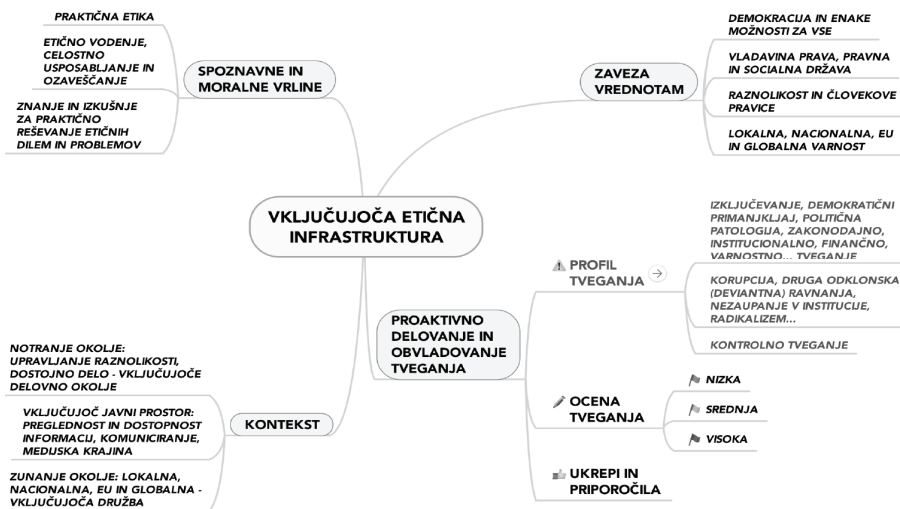 PRAKTIČNA ETIKA
ETIČNO VODENJE,
CELOSTNO
USPOSABLJANJE IN
OZAVEŠČANJE
ZNANJE IN IZKUŠNJE
ZA PRAKTIČNO
REŠEVANJE ETIČNIH
DILEM IN PROBLEMOV
SPOZNAVNE IN
MORALNE VRLINE
ZAVEZA
VREDNOTAM
DEMOKRACIJA IN ENAKE
MOŽNOSTI ZA VSE
VLADAVINA PRAVA, PRAVNA
IN SOCIALNA DRŽAVA
RAZNOLIKOST IN ČLOVEKOVE
PRAVICE
LOKALNA, NACIONALNA, EU
IN GLOBALNA VARNOST
VKLJUČUJOČA ETIČNA
INFRASTRUKTURA
PROAKTIVNO
DELOVANJE IN
OBVLADOVANJE
TVEGANJA
PROFIL
TVEGANJA
IZKLJUČEVANJE, DEMOKRATIČNI
PRIMANJKLJAJ, POLITIČNA
PATOLOGIJA, ZAKONODAJNO,
INSTITUCIONALNO, FINANČNO,
VARNOSTNO... TVEGANJE
KORUPCIJA, DRUGA ODKLONSKA
(DEVIANTNA) RAVNANJA,
NEZAUPANJE V INSTITUCIJE,
RADIKALIZEM...
KONTROLNO TVEGANJE
OCENA
TVEGANJA
NIZKA
SREDNJA
VISOKA
UKREPI IN
PRIPOROČILA
KONTEKST
NOTRANJE OKOLJE:
UPRAVLJANJE RAZNOLIKOSTI,
DOSTOJNO DELO - VKLJUČUJOČE
DELOVNO OKOLJE
VKLJUČUJOČ JAVNI PROSTOR:
PREGLEDNOST IN DOSTOPNOST
INFORMACIJ, KOMUNICIRANJE,
MEDIJSKA KRAJINA
ZUNANJE OKOLJE: LOKALNA,
NACIONALNA, EU IN GLOBALNA -
VKLJUČUJOČA DRUŽBA